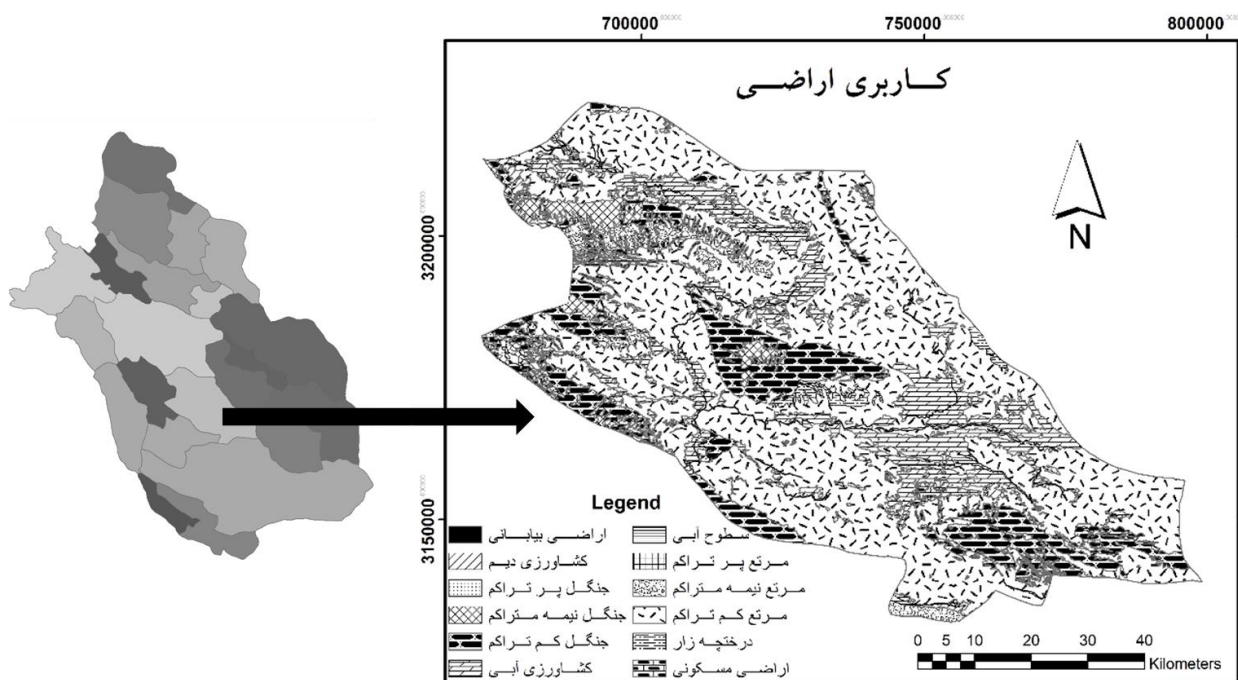 700000 750000 800000
کاربری اراضی
N
3200000
3150000
Legend
اراضی بیابانی
کشاورزی دیم
جنگل پر تراکم
جنگل نیمه متراکم
جنگل کم تراکم
کشاورزی آبی
سطوح آبی
مرتع پر تراکم
مرتع نیمه متراکم
مرتع کم تراکم
درختچه زار
اراضی مسکونی
0 5 10 20 30 40
Kilometers